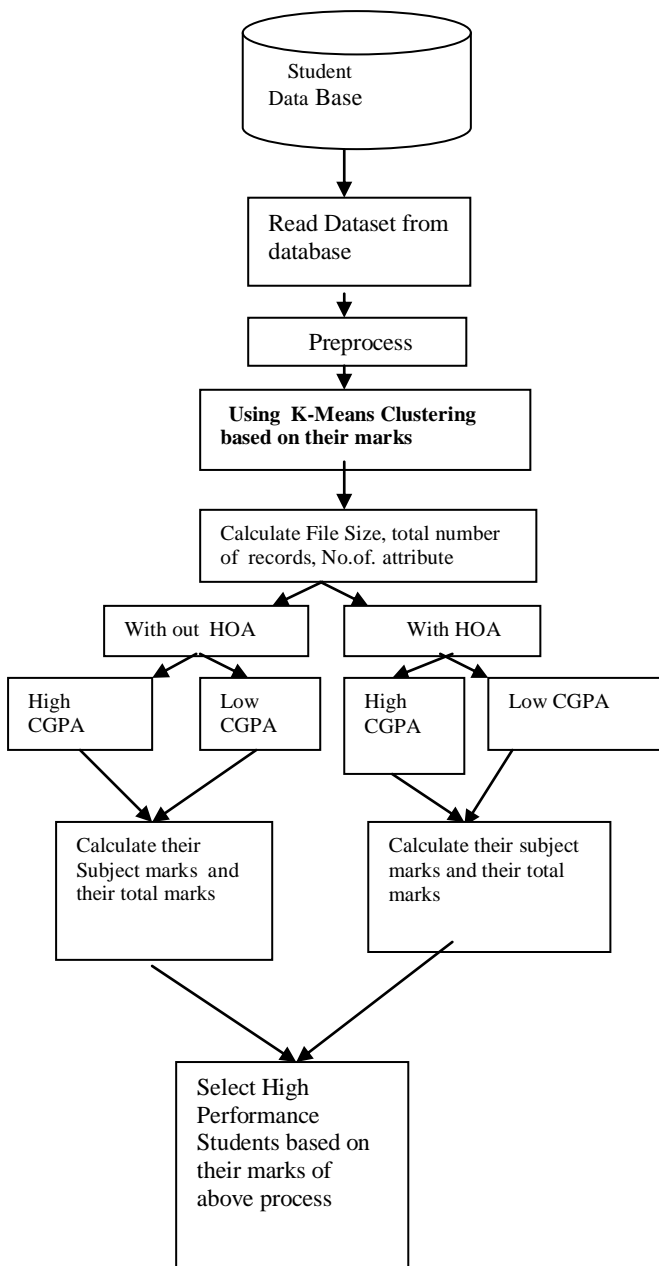 Student
Data Base
Read Dataset from
database
Preprocess
Using K-Means Clustering
based on their marks
Calculate File Size, total number
of records, No.of. attribute
With out HOA
With HOA
High
CGPA
Low
CGPA
High
CGPA
Low CGPA
Calculate their
Subject marks and
their total marks
Calculate their subject
marks and their total
marks
Select High
Performance
Students based on
their marks of
above process